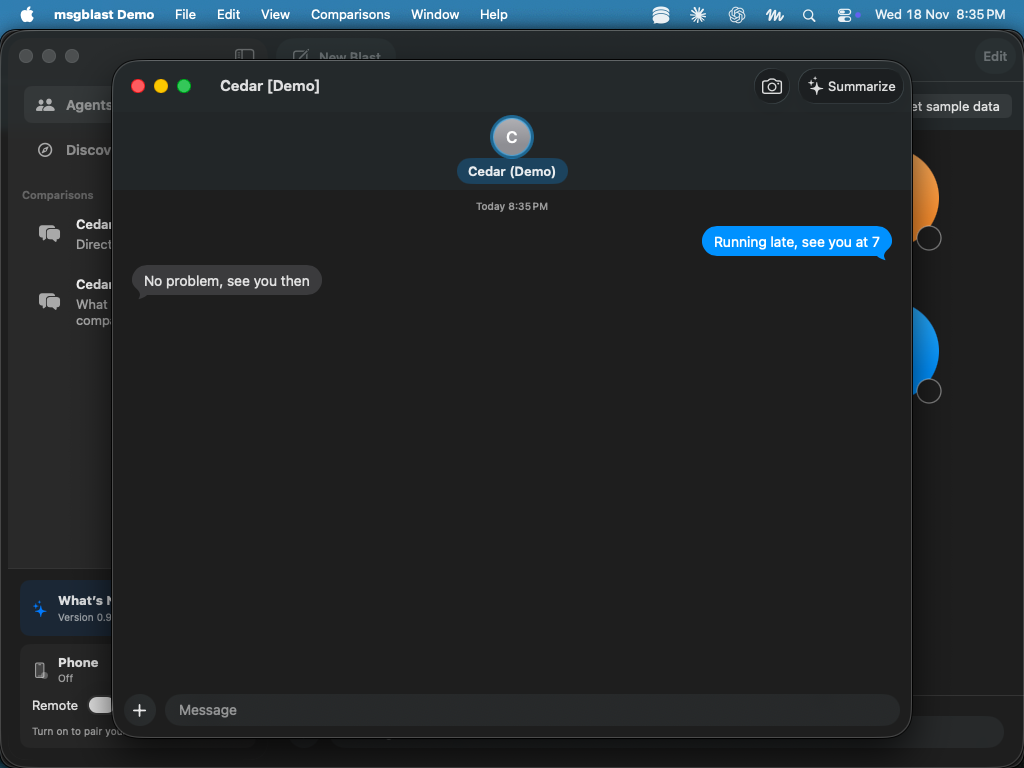 msgblast Demo File Edit View Comparisons Window Help Wed 18 Nov 8:35 PM
New Blast
Edit
Cedar [Demo]
Summarize
Agents
et sample data
C
Cedar (Demo)
Discov
Comparisons
Today 8:35 PM
Cedar
Direct
Running late, see you at 7
No problem, see you then
Cedar
What
compa
What's N
Version 0.9
Phone
Off
Remote
Turn on to pair you
Message